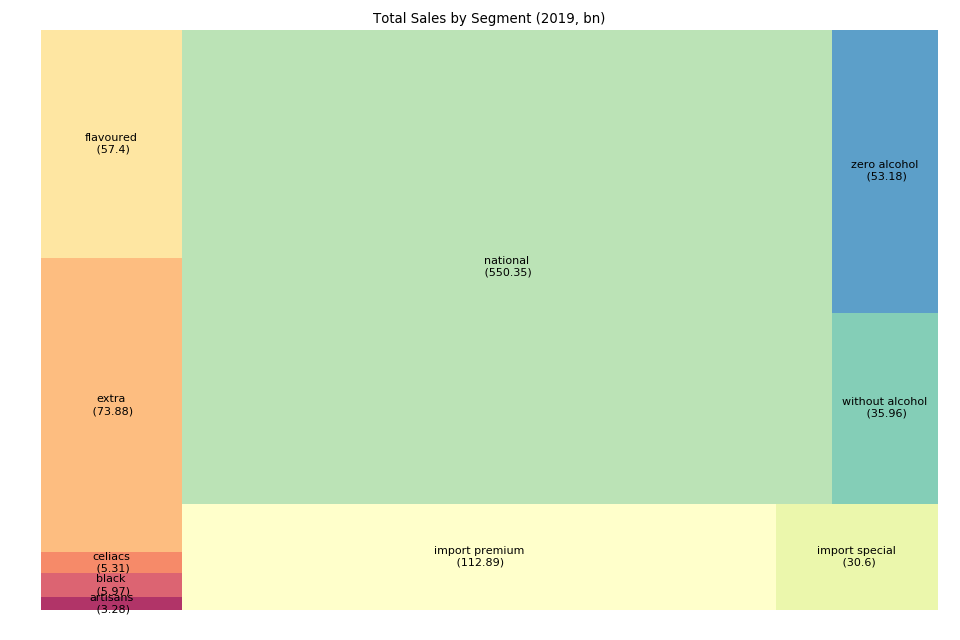 Total Sales by Segment (2019, bn)
flavoured
(57.4)
extra
(73.88)
celiacs
(5.31)
black
(5.97)
artisans
(3.28)
national
(550.35)
import premium
(112.89)
import special
(30.6)
zero alcohol
(53.18)
without alcohol
(35.96)